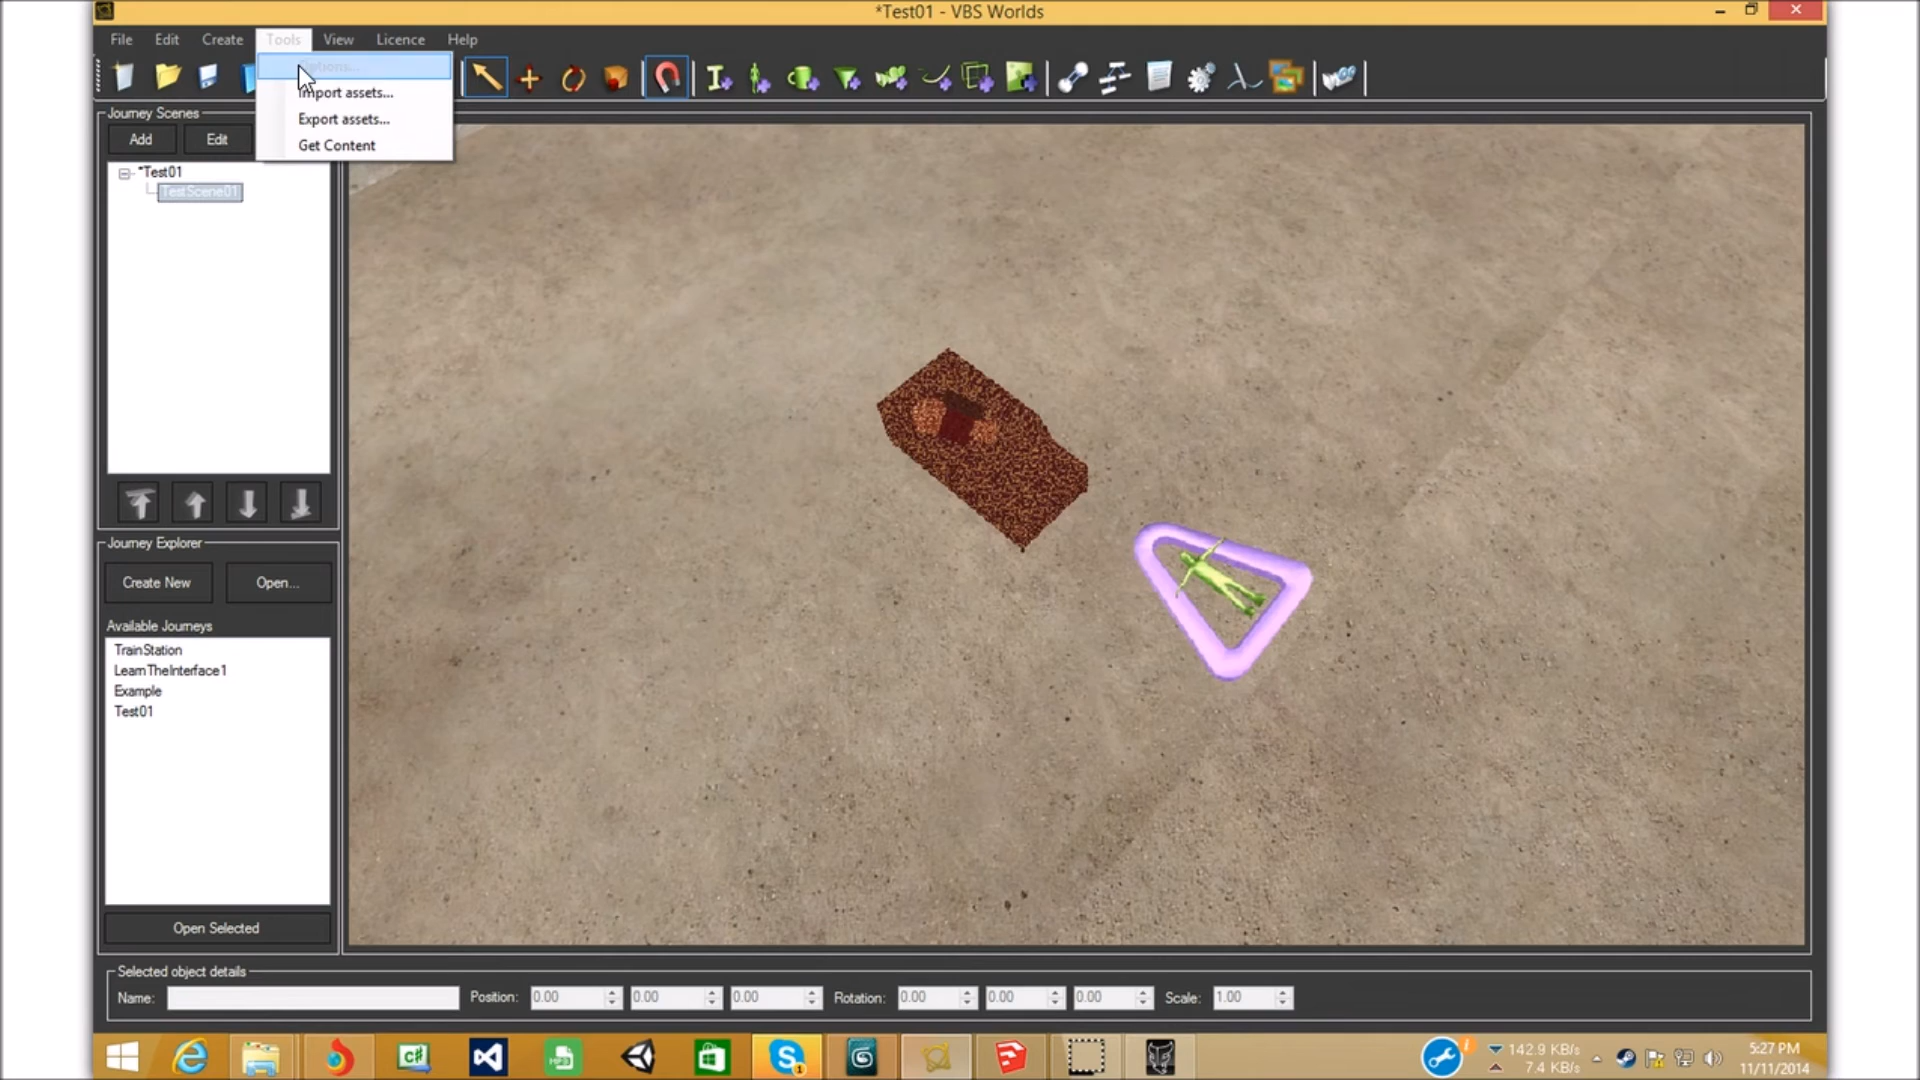 *Test01 - VBS Worlds
File Edit Create Tools View Licence Help
Options...
Import assets...
Export assets...
Get Content
Journey Scenes
Add Edit
*Test01
TestScene01
Journey Explorer
Create New Open...
Available Journeys
TrainStation
LearnTheInterface1
Example
Test01
Open Selected
Selected object details
Name: Position: 0.00 0.00 0.00 Rotation: 0.00 0.00 0.00 Scale: 1.00
C# MP3 S 1
142.9 KB/s
7.4 KB/s
5:27 PM
11/11/2014